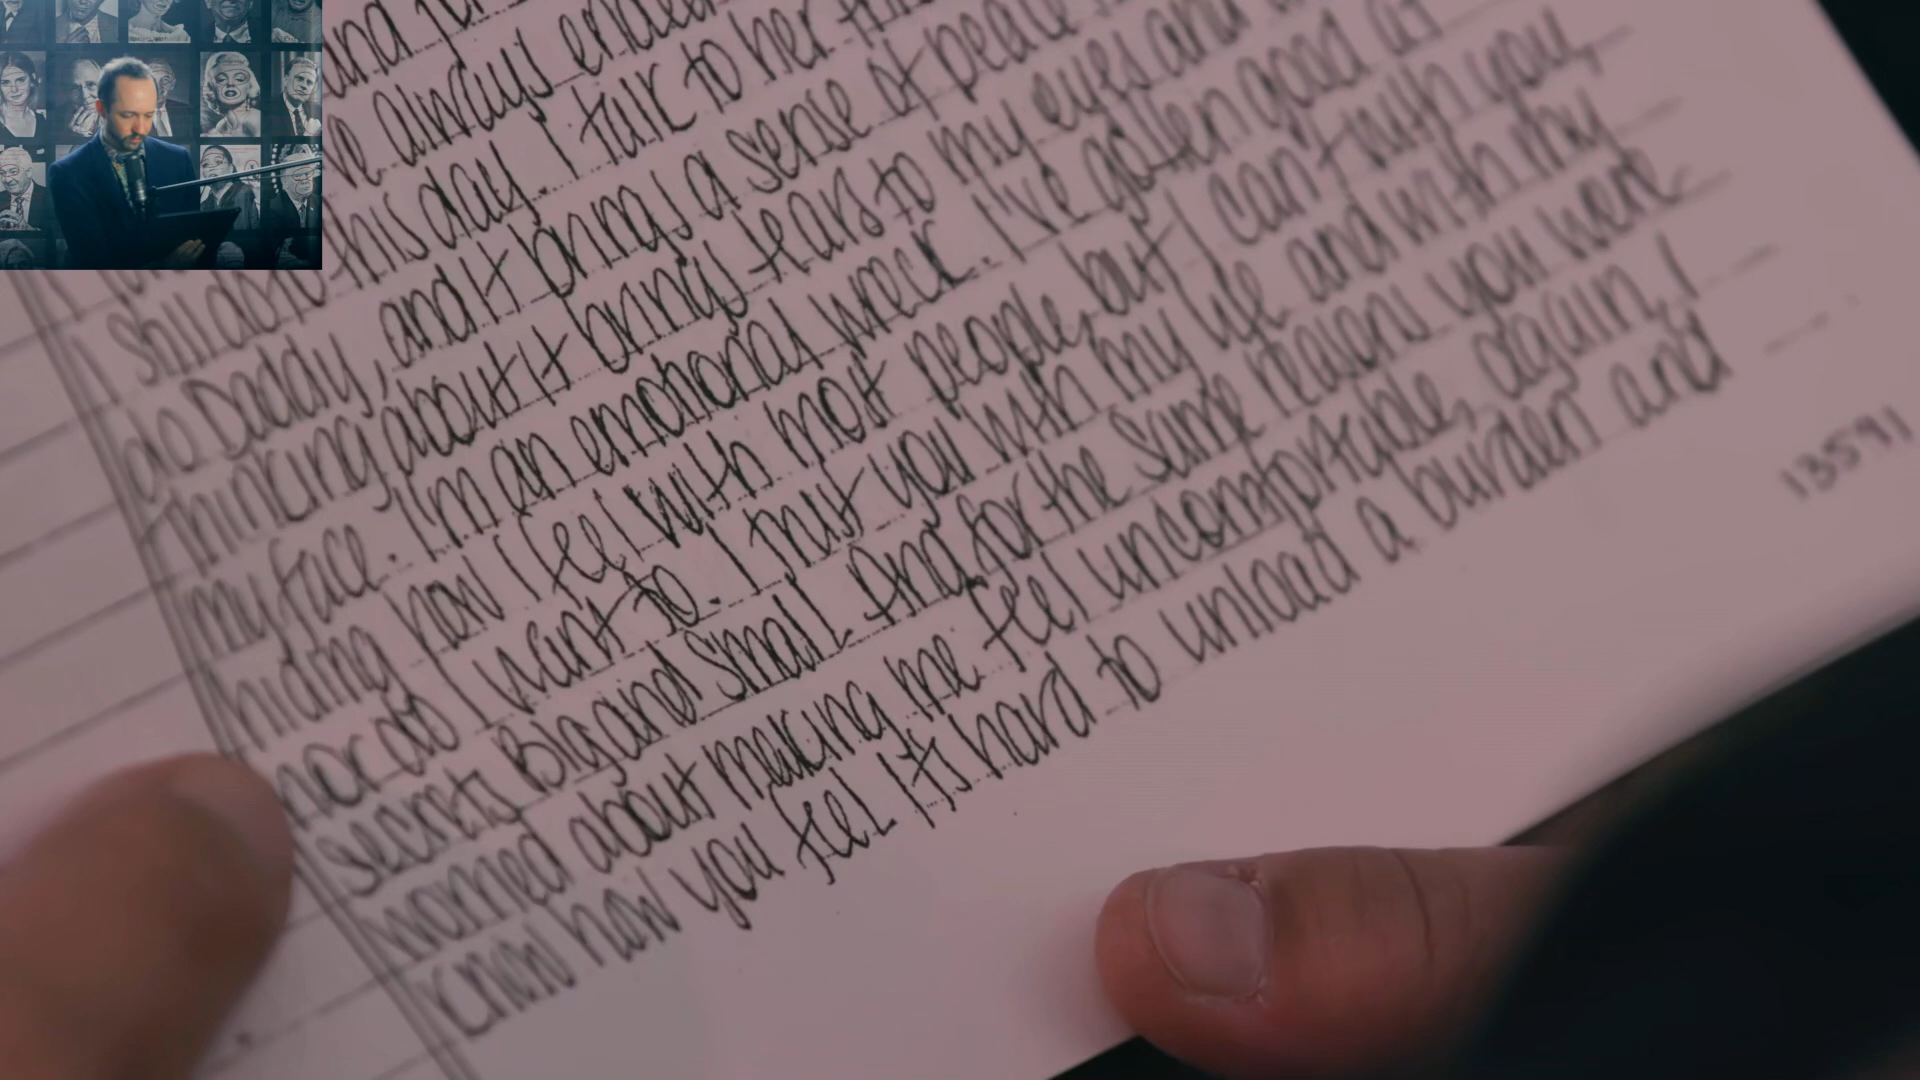 and
ve always
I still do to this day. I talk to her
do Daddy, and it brings a sense of peace
thinking about it brings tears to my eyes and
my face. I'm an emotional wreck. I've gotten good at
hiding how I feel with most people, but I can't with you,
nor do I want to. I trust you with my life and with my
secrets Big and small. And for the same reasons you were
worried about making me feel uncomfortable, again, I
know how you feel. It's hard to unload a burden and
13591